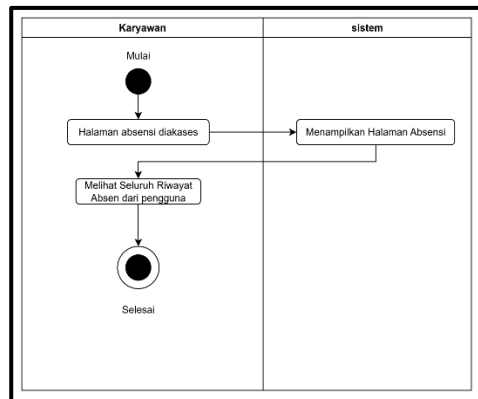 Karyawan
sistem
Mulai
Halaman absensi diakases
Menampilkan Halaman Absensi
Melihat Seluruh Riwayat
Absen dari pengguna
Selesai